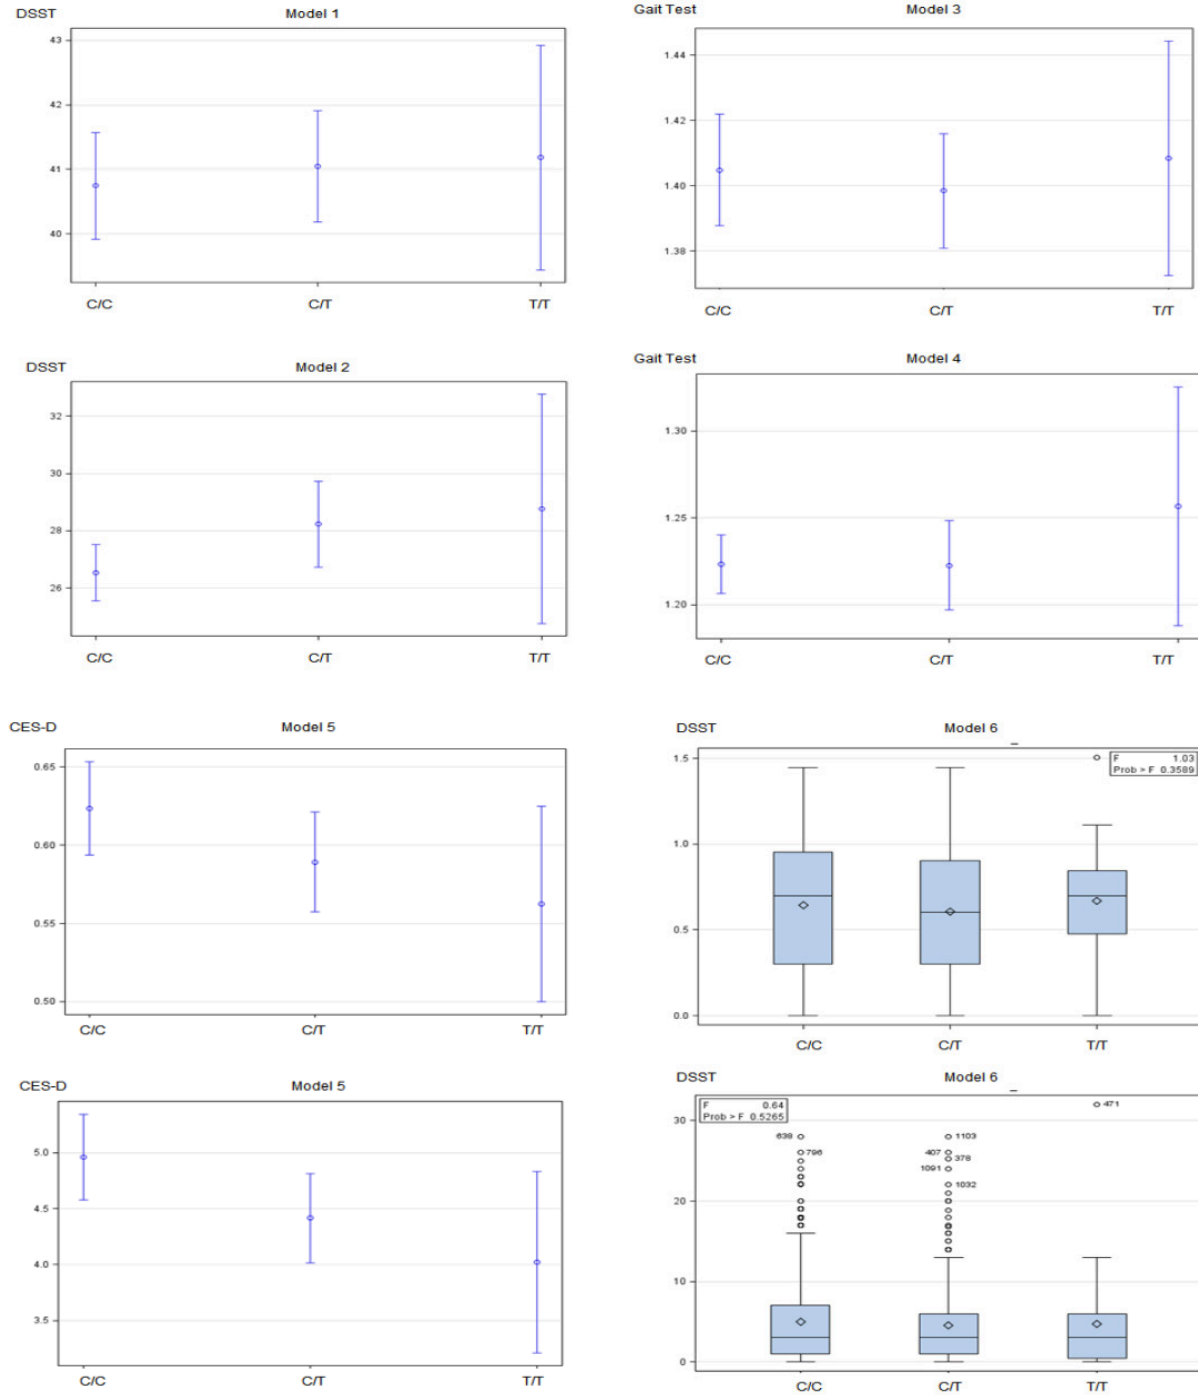 DSST Model 1
43
42
41
40
C/C C/T T/T
Gait Test Model 3
1.44
1.42
1.40
1.38
C/C C/T T/T
DSST Model 2
32
30
28
26
C/C C/T T/T
Gait Test Model 4
1.30
1.25
1.20
C/C C/T T/T
CES-D Model 5
0.65
0.60
0.55
0.50
C/C C/T T/T
DSST Model 6
F 1.03
Prob > F 0.3589
1.5
1.0
0.5
0.0
C/C C/T T/T
CES-D Model 5
5.0
4.5
4.0
3.5
C/C C/T T/T
DSST Model 6
F 0.64
Prob > F 0.5265
471
30
638 1103
796 407
378
1091
1032
20
10
0
C/C C/T T/T